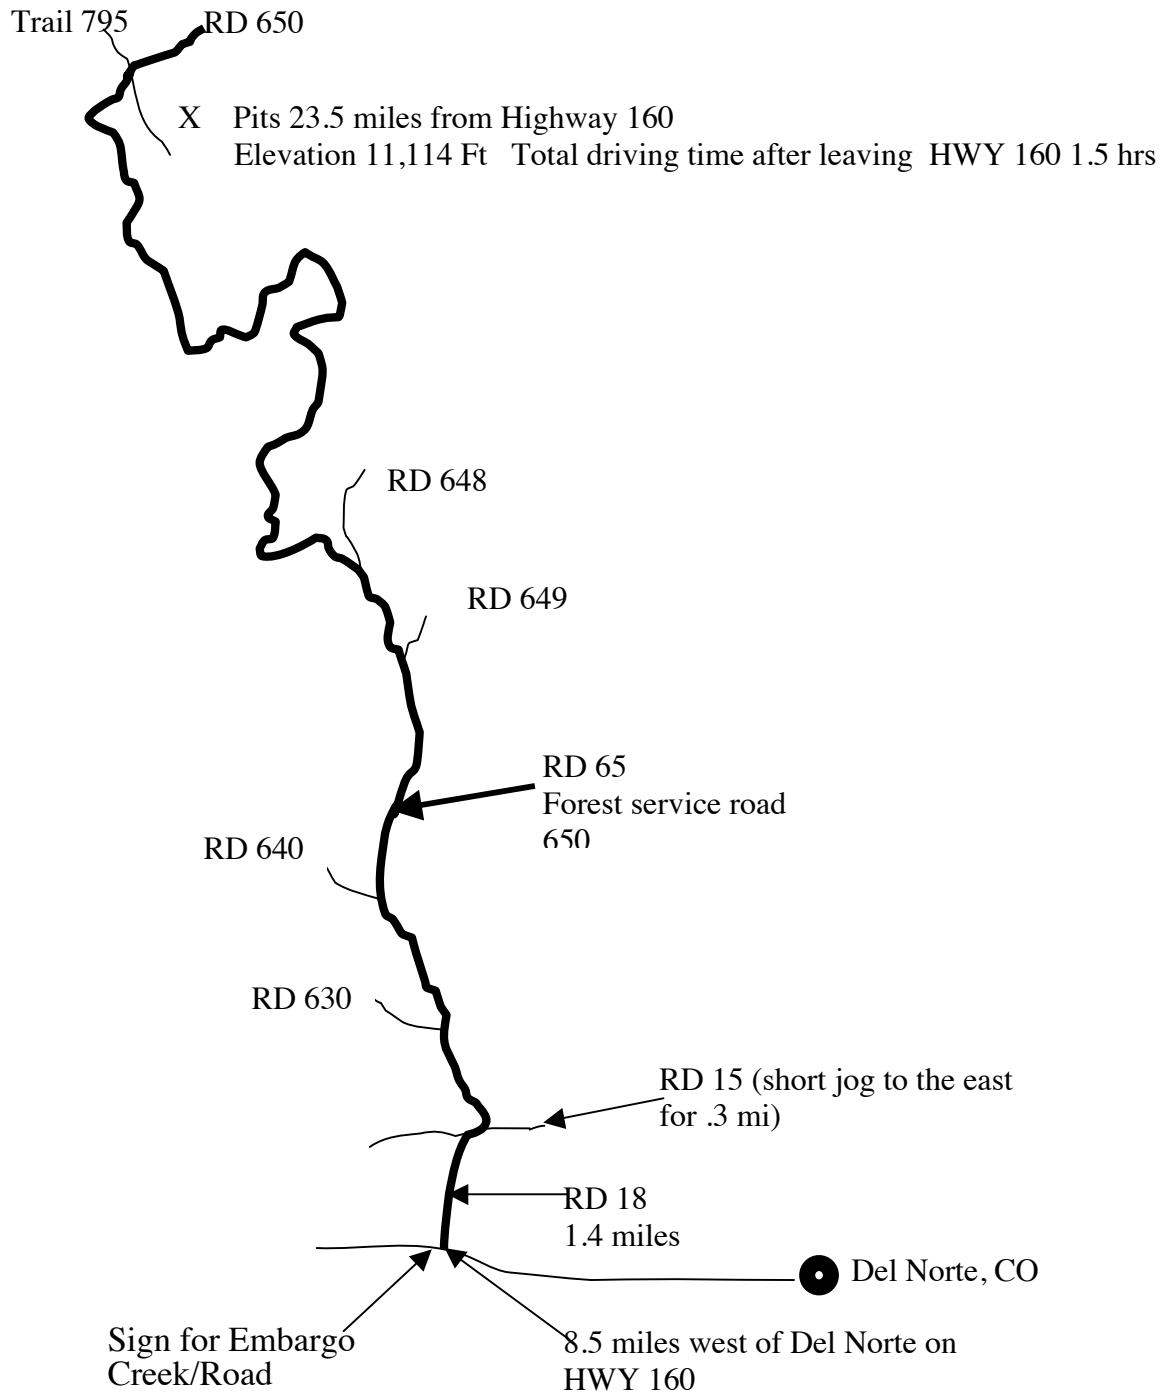 Trail 795
RD 650
X Pits 23.5 miles from Highway 160
Elevation 11,114 Ft Total driving time after leaving HWY 160 1.5 hrs
RD 648
RD 649
RD 65
Forest service road
650
RD 640
RD 630
RD 15 (short jog to the east
for .3 mi)
RD 18
1.4 miles
Del Norte, CO
Sign for Embargo
Creek/Road
8.5 miles west of Del Norte on
HWY 160